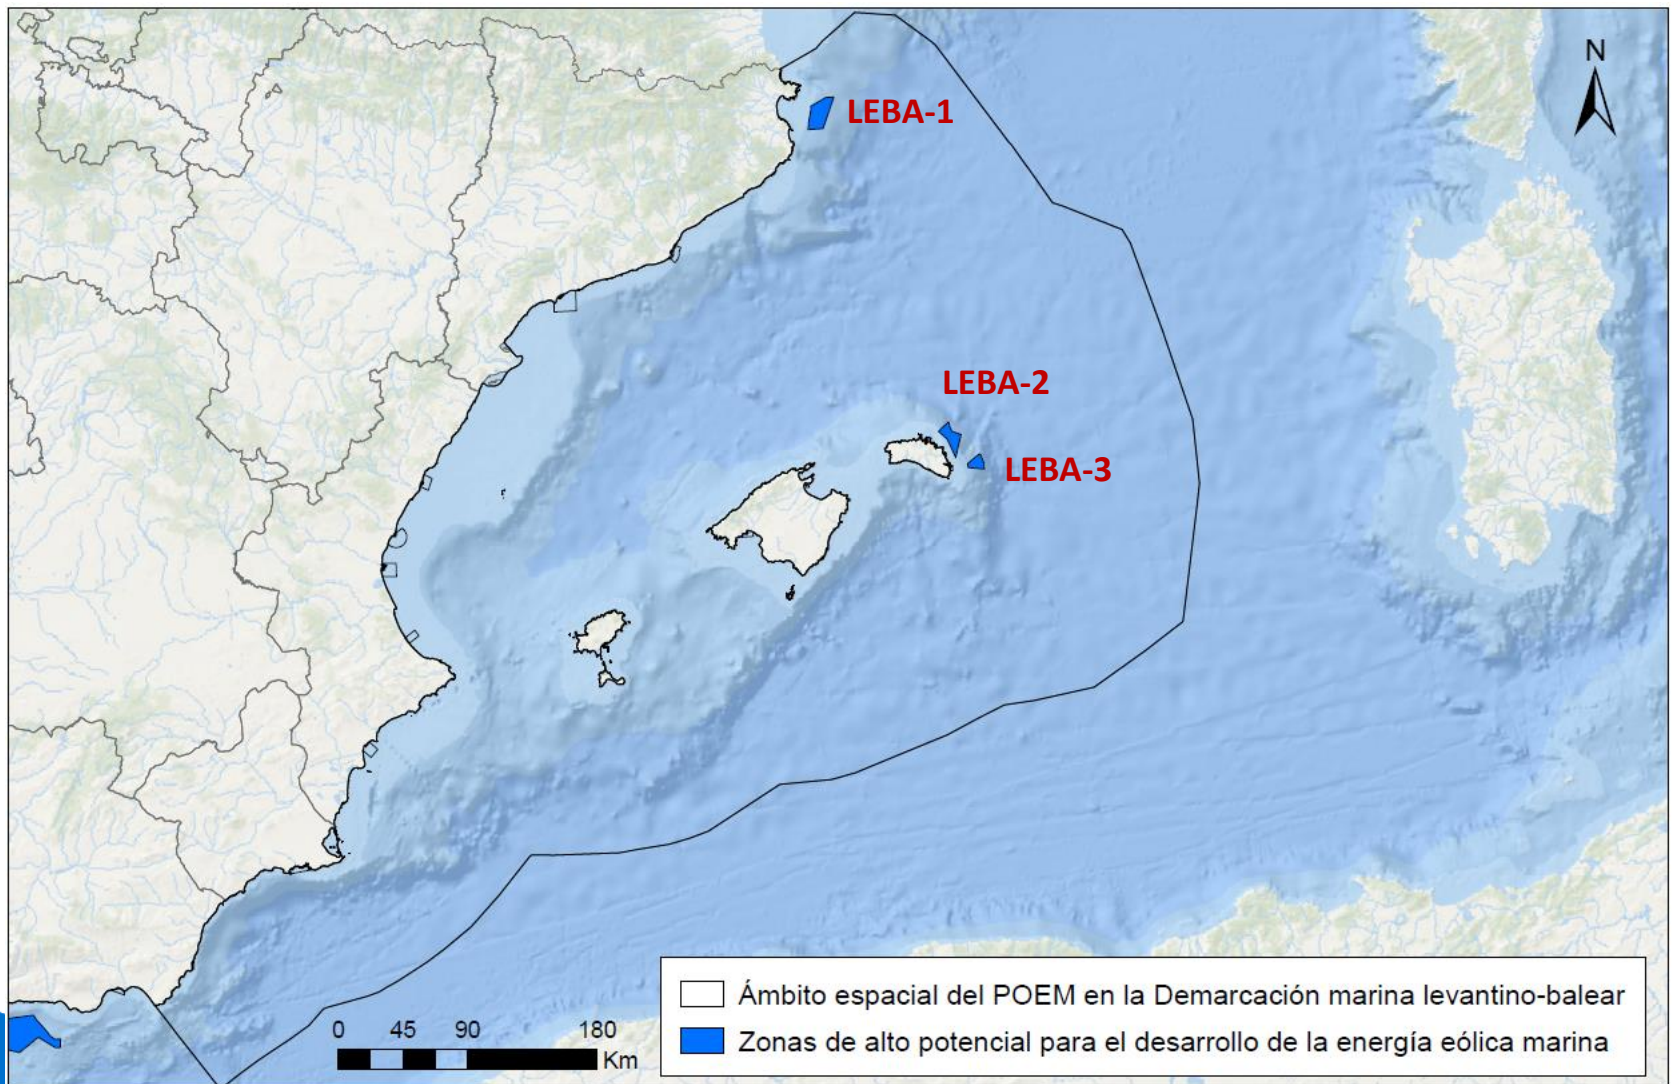 N
LEBA-1
LEBA-2
LEBA-3
0 45 90 180
Km
Ámbito espacial del POEM en la Demarcación marina levantino-balear
Zonas de alto potencial para el desarrollo de la energía eólica marina